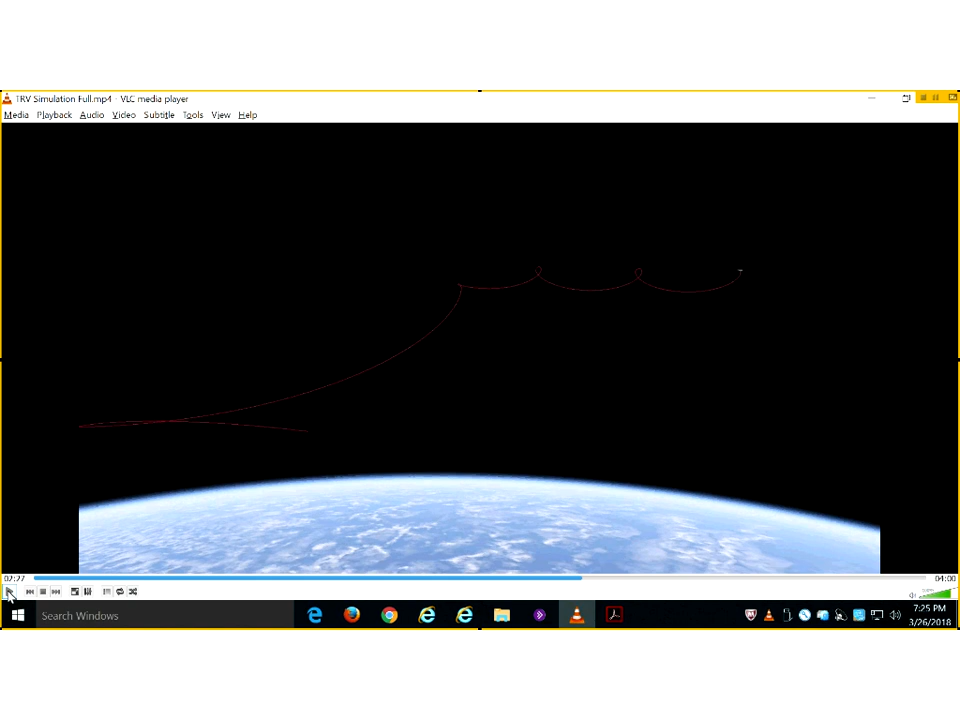 TRV Simulation Full.mp4 - VLC media player
Media Playback Audio Video Subtitle Tools View Help
02:27
04:00
Search Windows
7:25 PM
3/26/2018